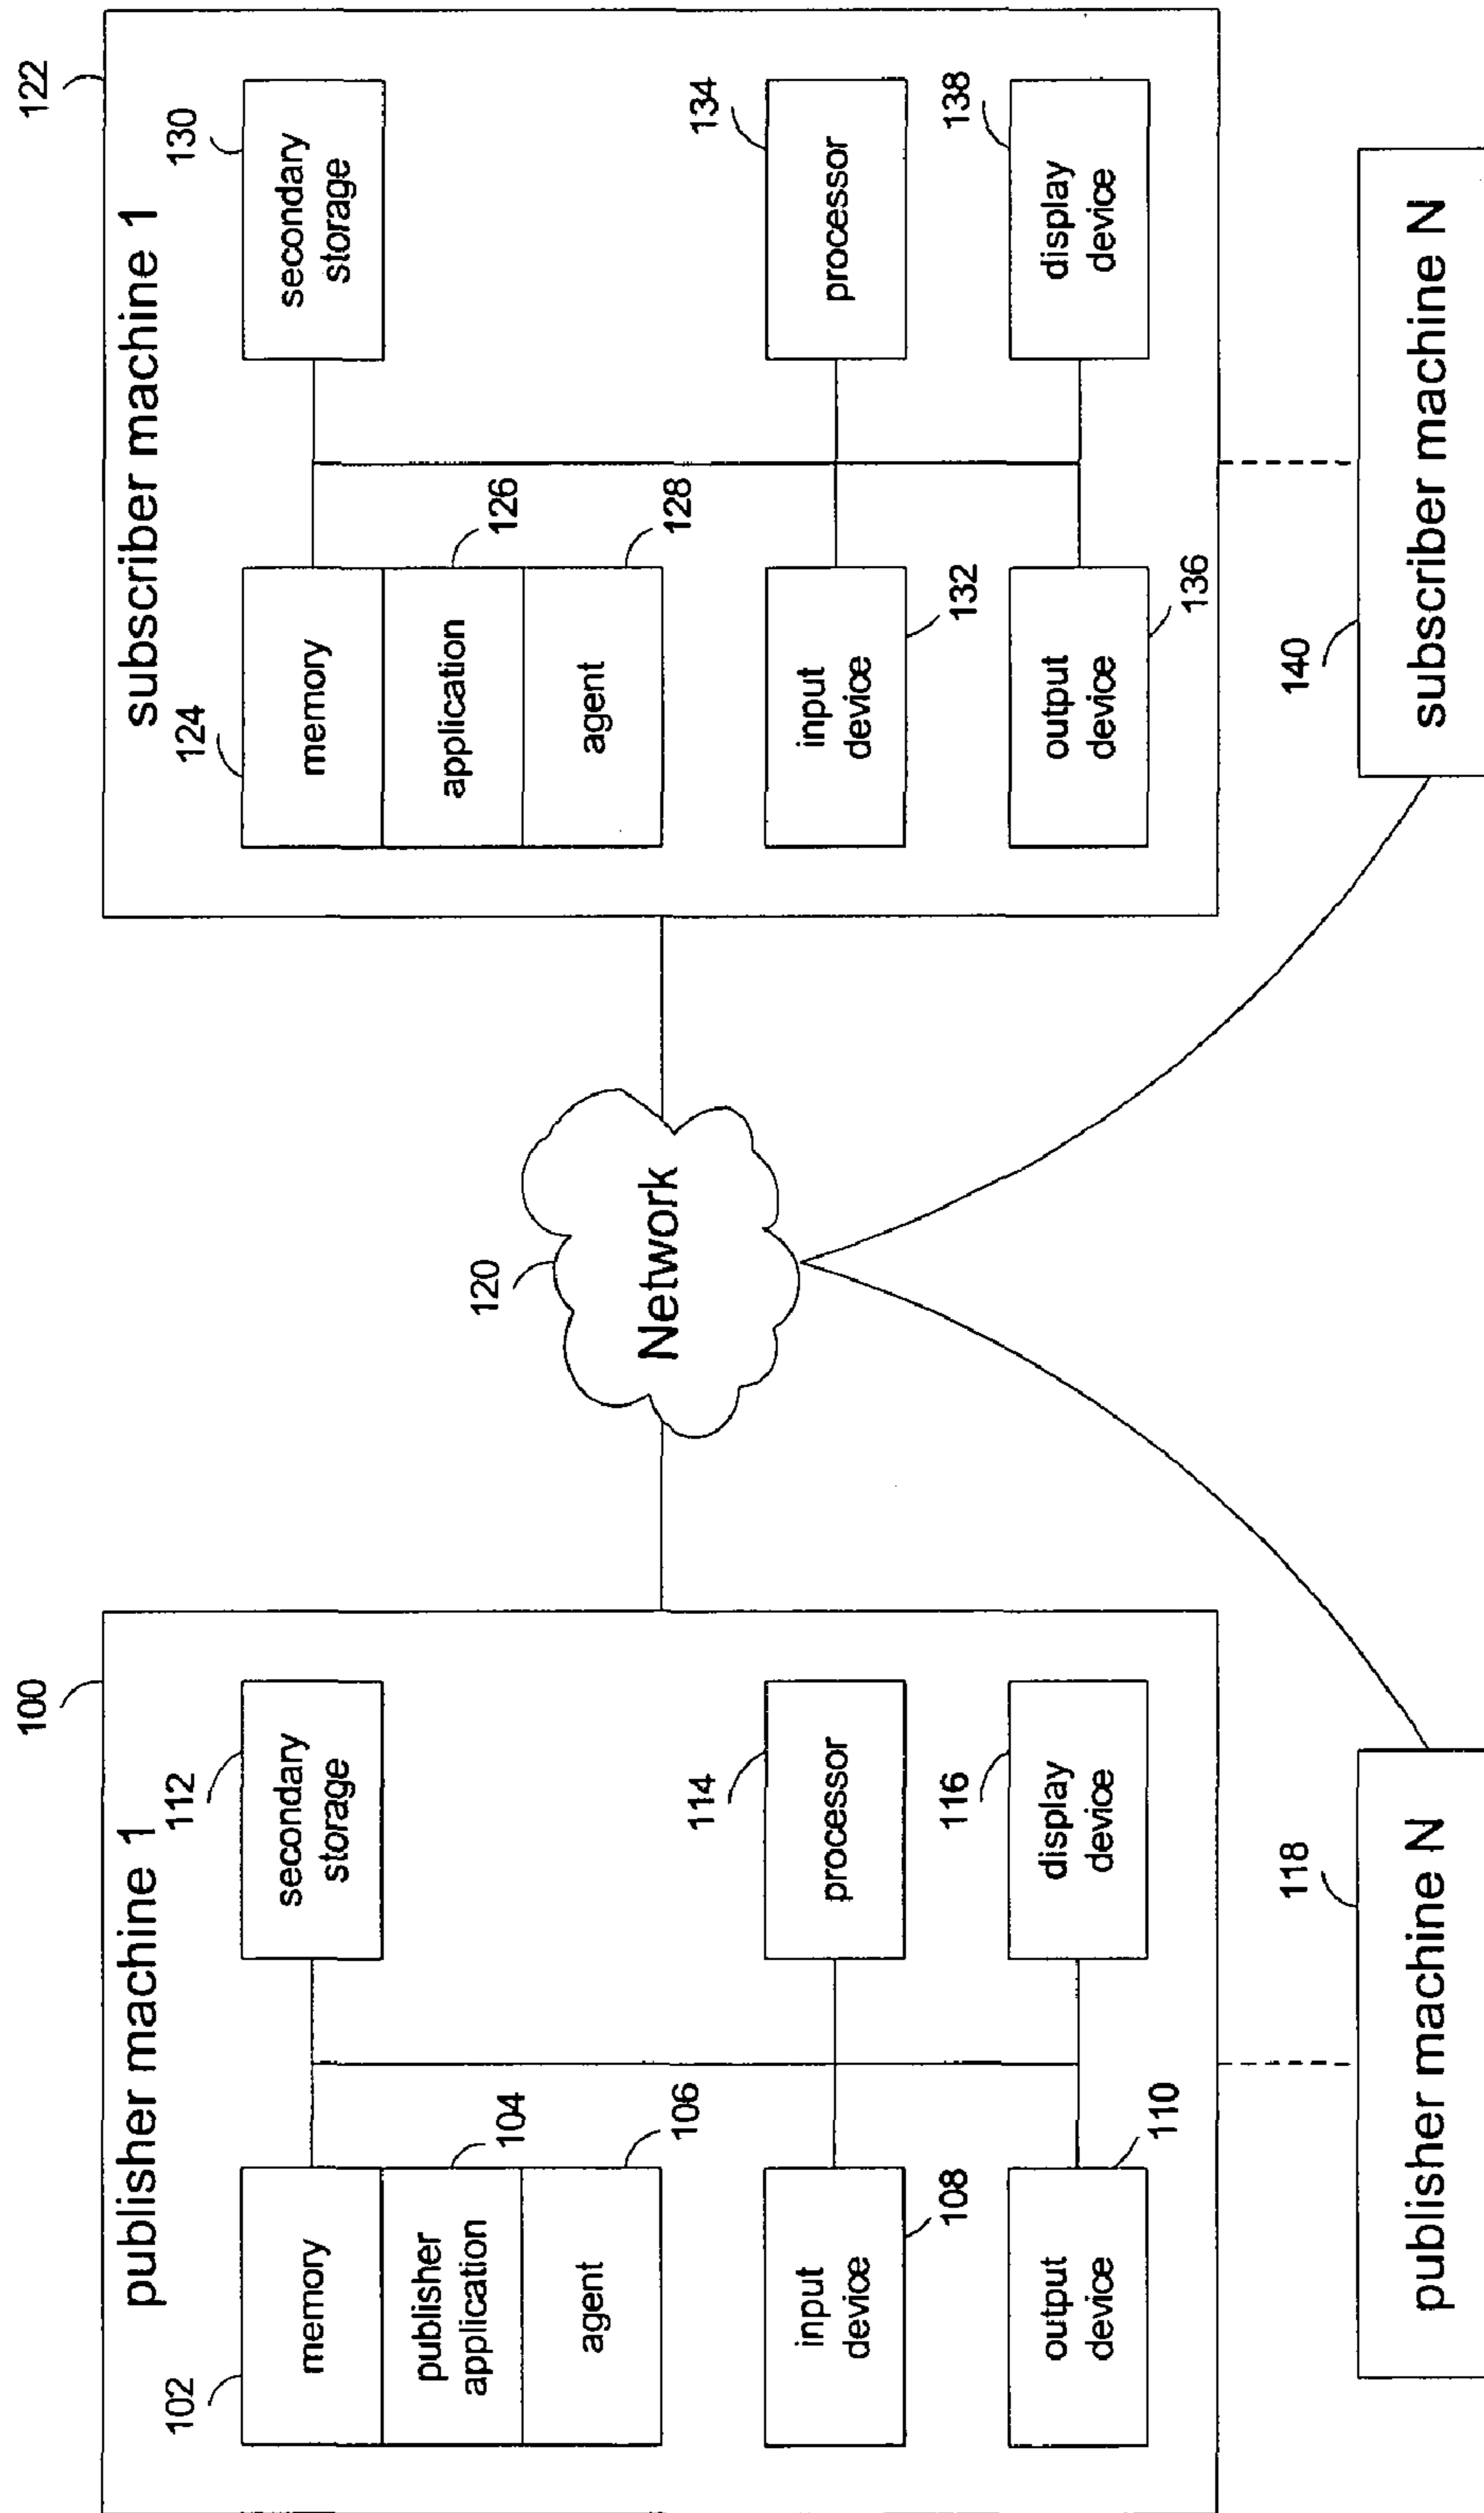 100
publisher machine 1
102
memory
104
publisher
application
106
agent
108
input
device
110
output
device
112
secondary
storage
114
processor
116
display
device
118
publisher machine N
120
Network
122
subscriber machine 1
124
memory
126
application
128
agent
130
secondary
storage
132
input
device
134
processor
136
output
device
138
display
device
140
subscriber machine N